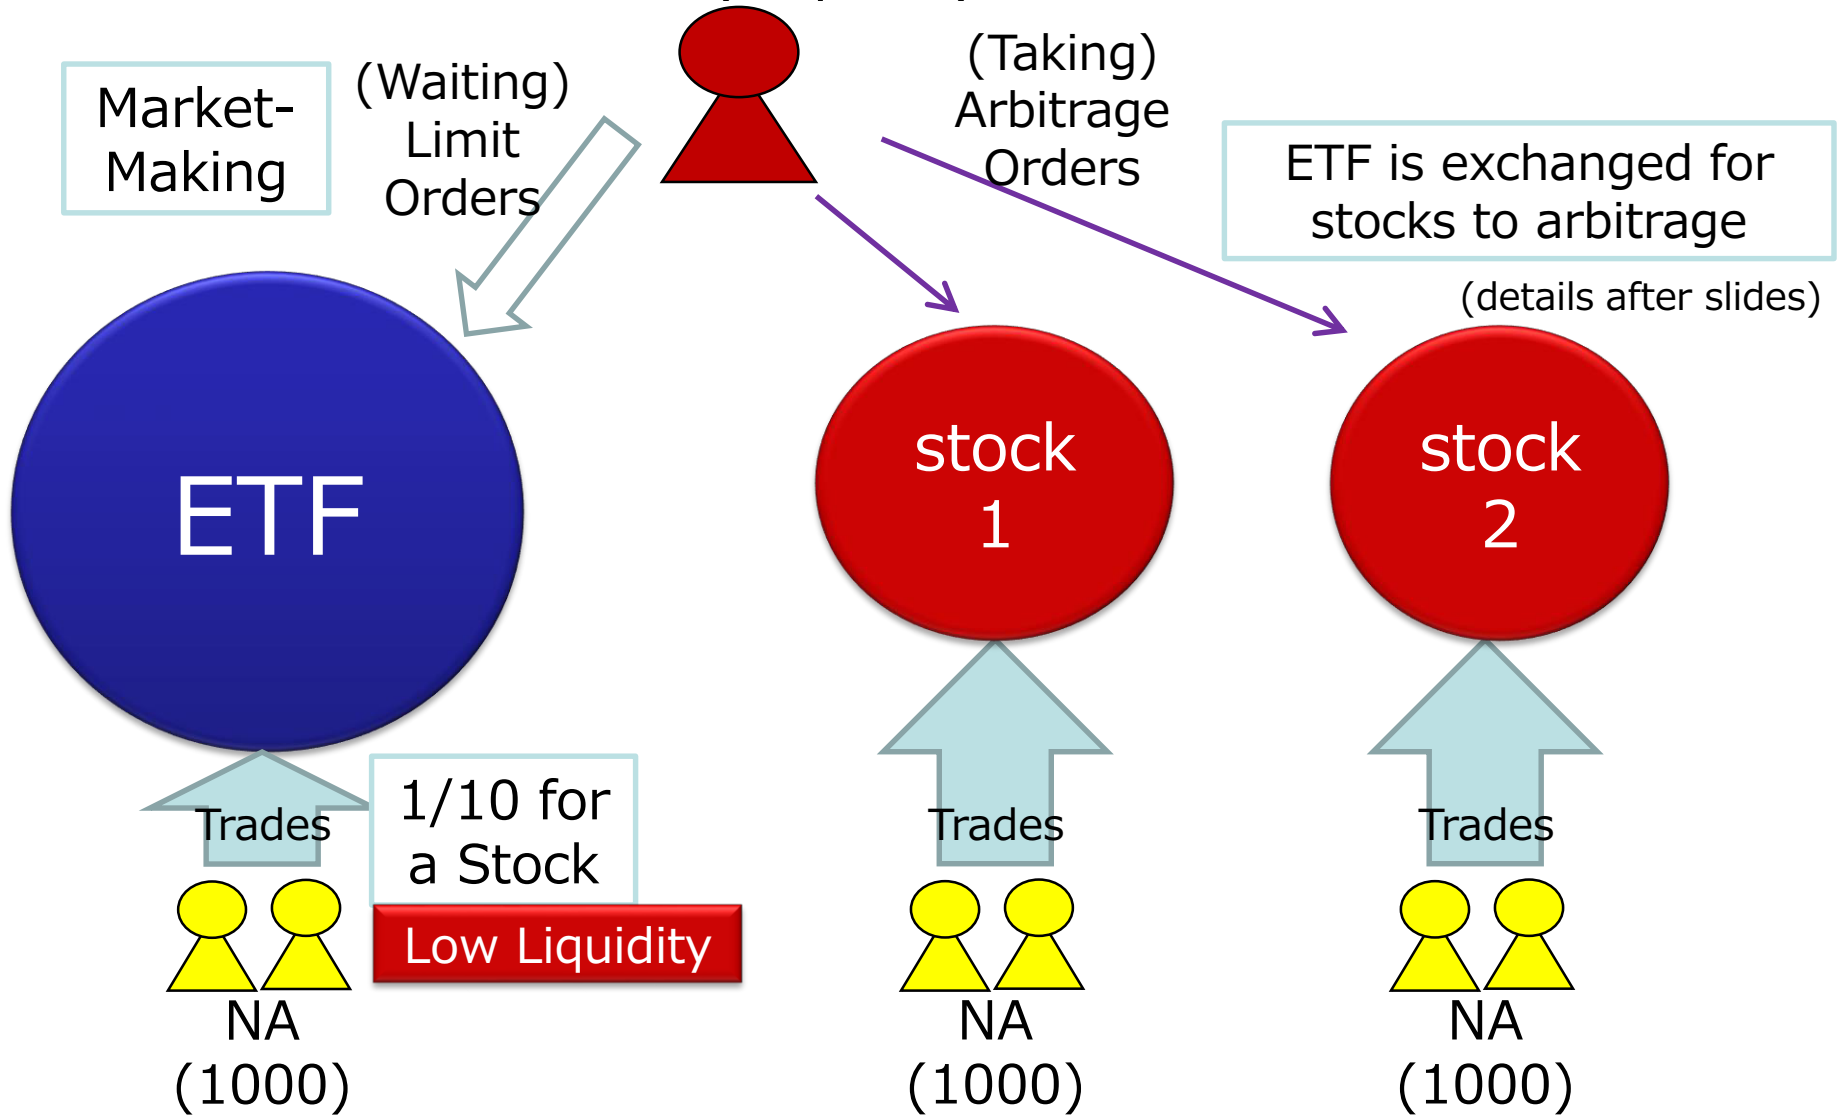 Market-
Making
(Waiting)
Limit
Orders
(Taking)
Arbitrage
Orders
ETF is exchanged for
stocks to arbitrage
(details after slides)
ETF
stock
1
stock
2
Trades
1/10 for
a Stock
Low Liquidity
Trades
Trades
NA
(1000)
NA
(1000)
NA
(1000)